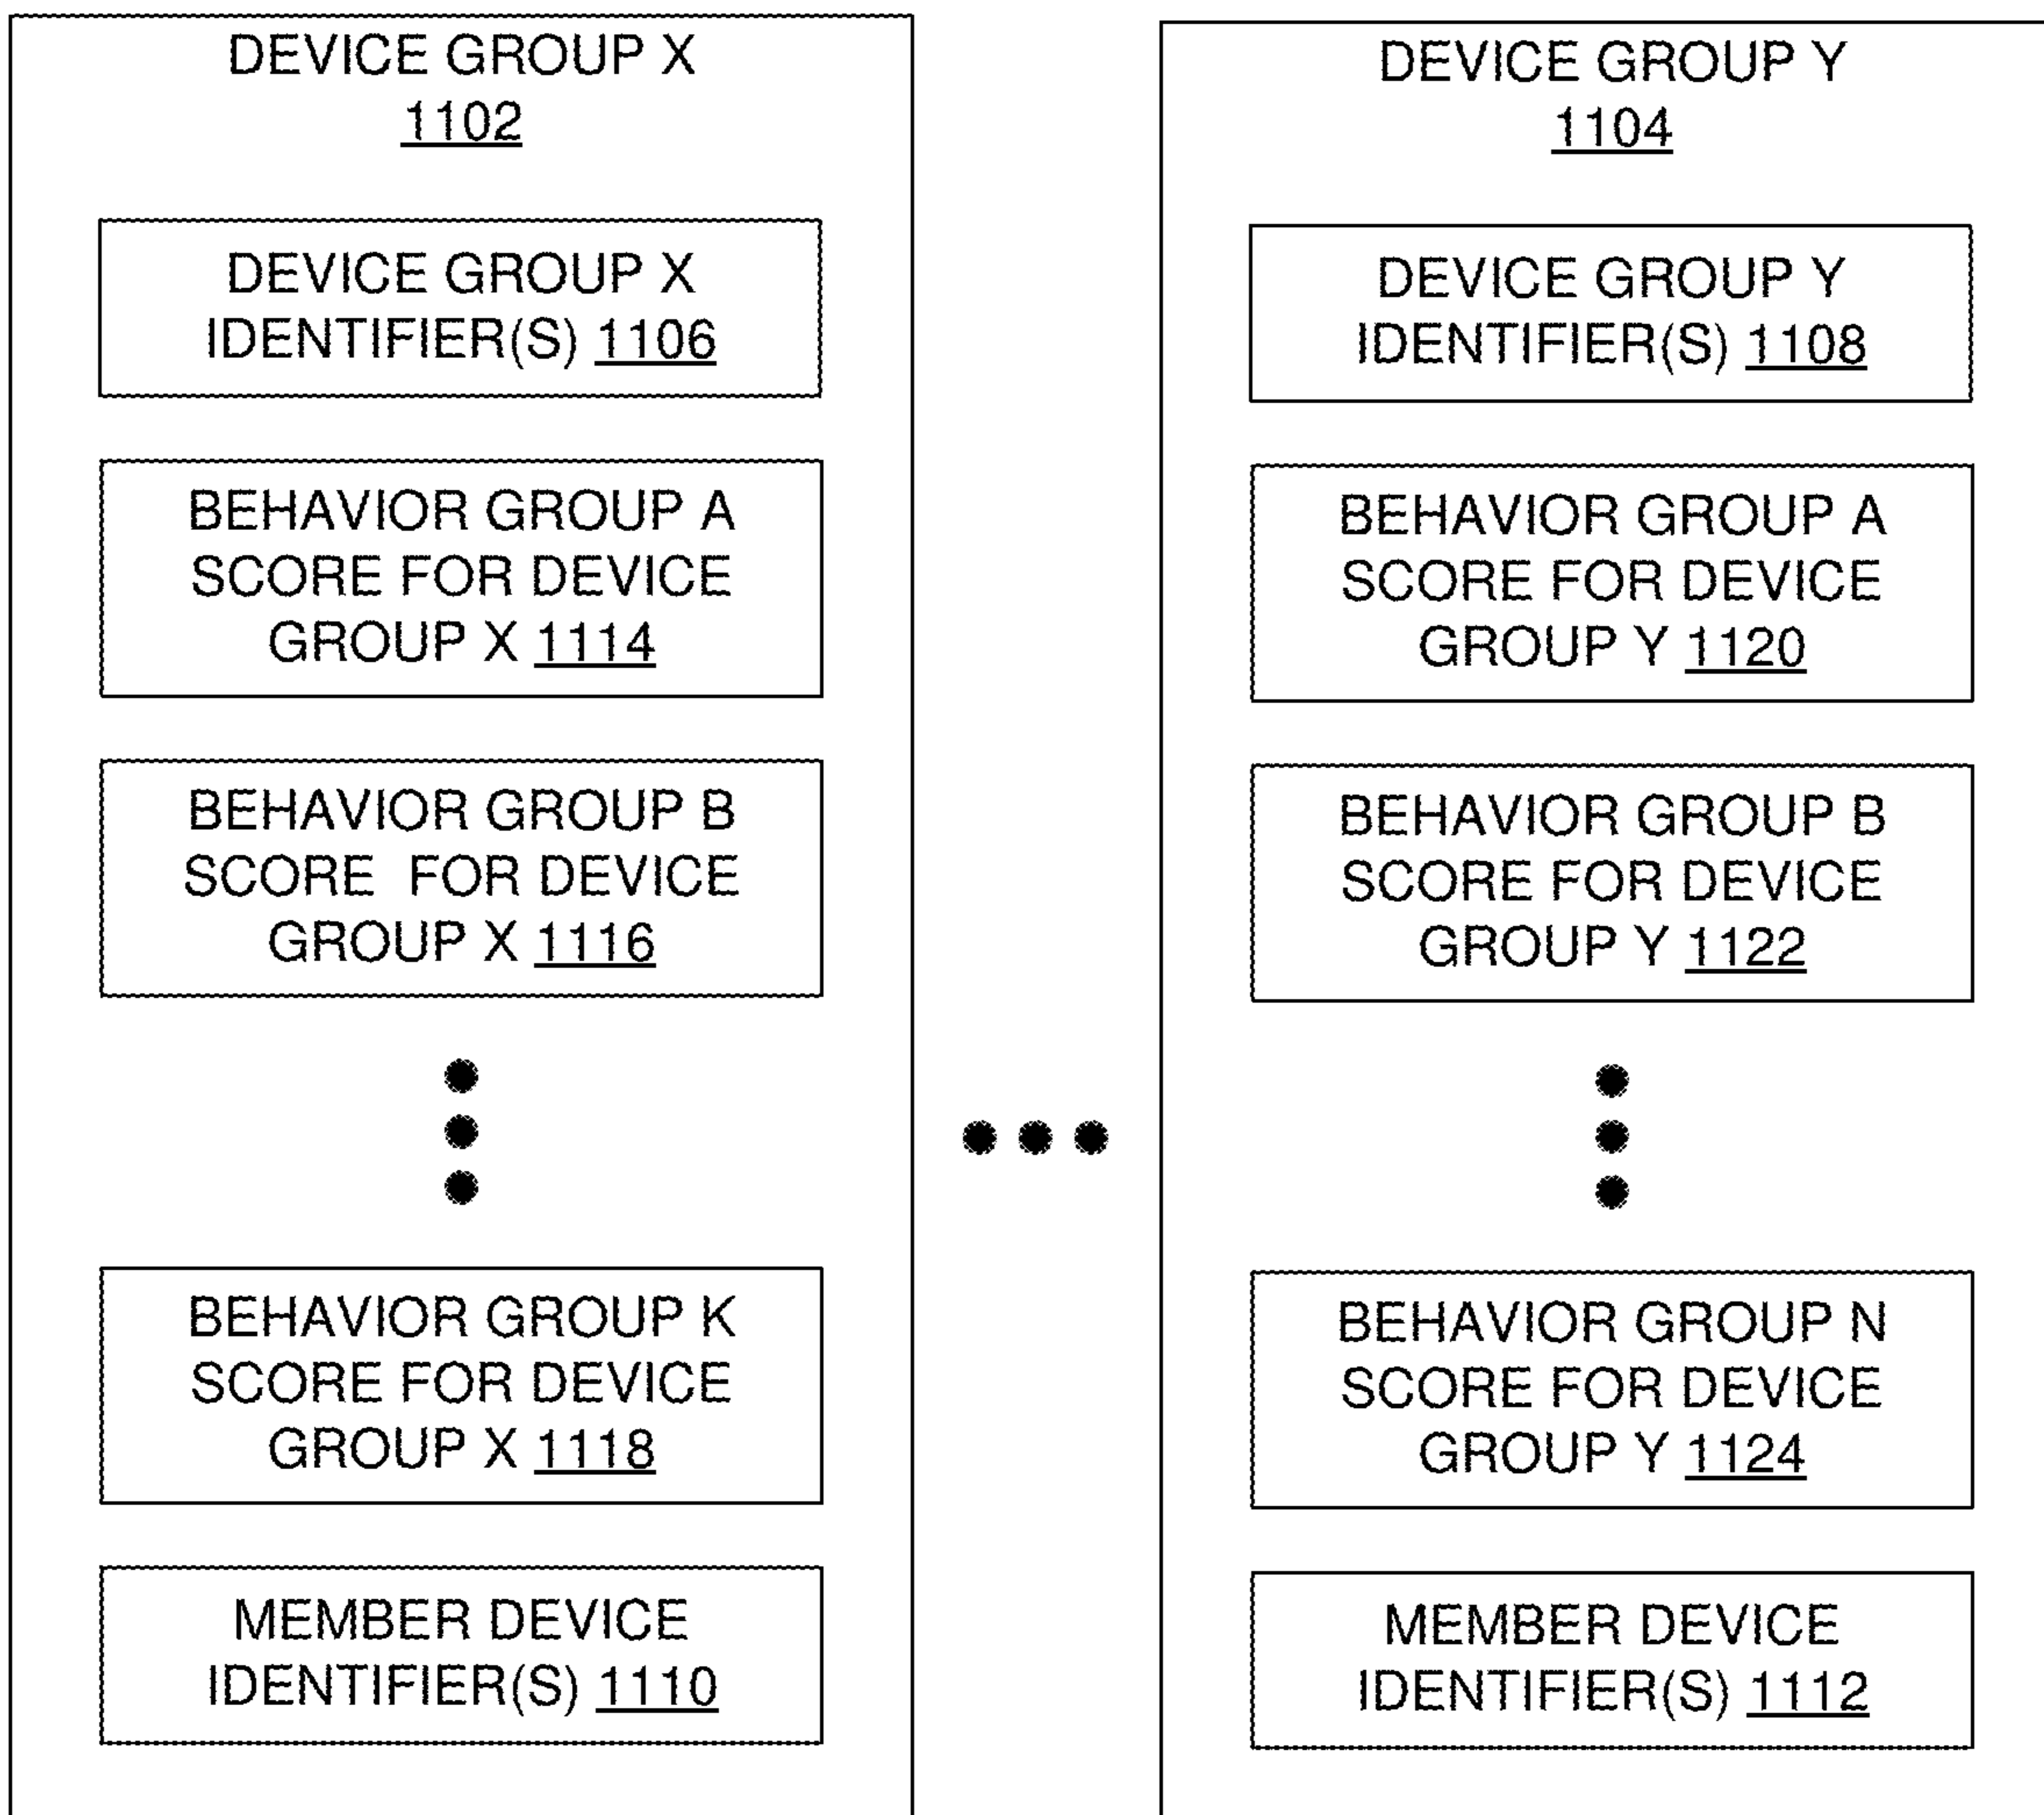 DEVICE GROUP X
1102
DEVICE GROUP X
IDENTIFIER(S) 1106
BEHAVIOR GROUP A
SCORE FOR DEVICE
GROUP X 1114
BEHAVIOR GROUP B
SCORE FOR DEVICE
GROUP X 1116
BEHAVIOR GROUP K
SCORE FOR DEVICE
GROUP X 1118
MEMBER DEVICE
IDENTIFIER(S) 1110
DEVICE GROUP Y
1104
DEVICE GROUP Y
IDENTIFIER(S) 1108
BEHAVIOR GROUP A
SCORE FOR DEVICE
GROUP Y 1120
BEHAVIOR GROUP B
SCORE FOR DEVICE
GROUP Y 1122
BEHAVIOR GROUP N
SCORE FOR DEVICE
GROUP Y 1124
MEMBER DEVICE
IDENTIFIER(S) 1112